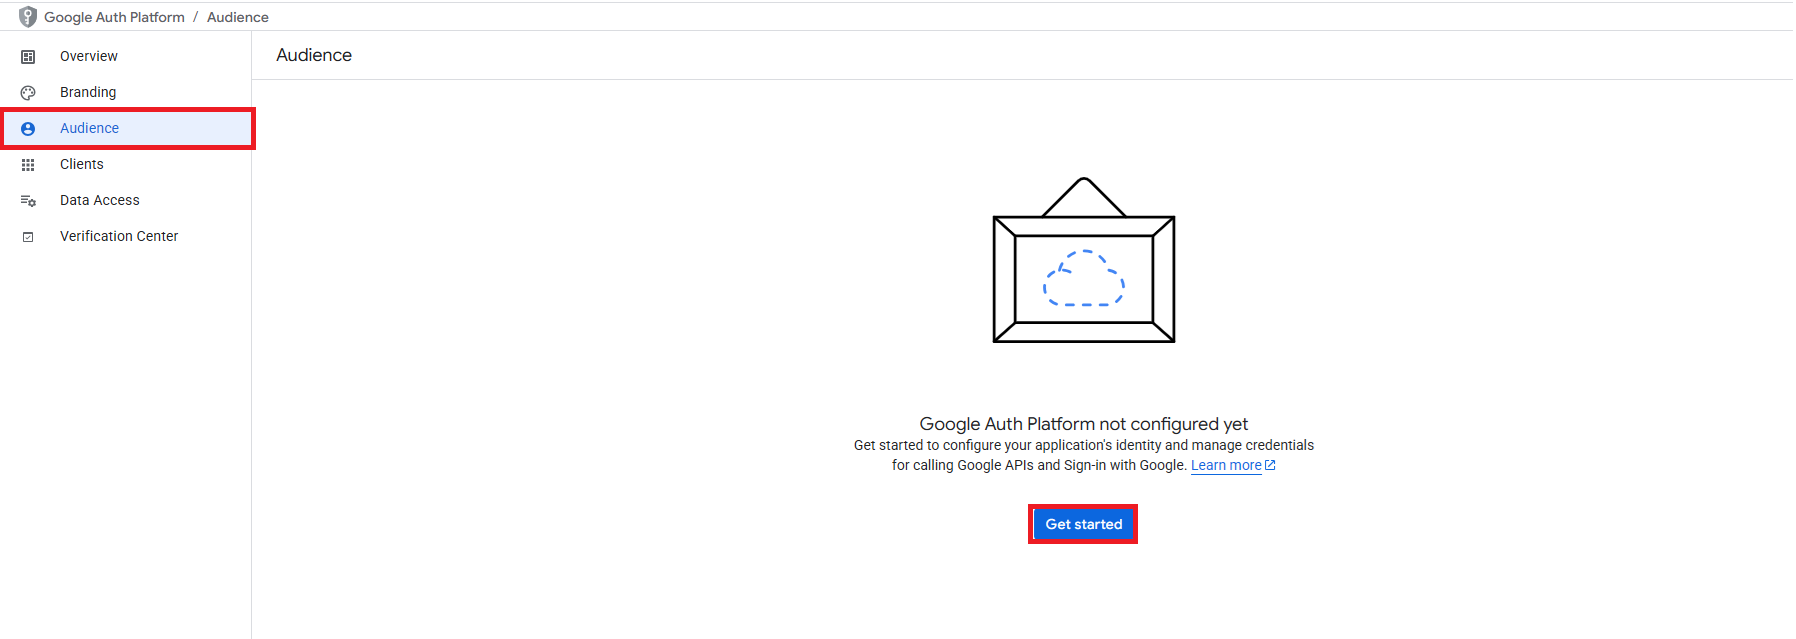 Google Auth Platform / Audience
Overview
Branding
Audience
Clients
Data Access
Verification Center
Audience
Google Auth Platform not configured yet
Get started to configure your application's identity and manage credentials
for calling Google APIs and Sign-in with Google. Learn more
Get started